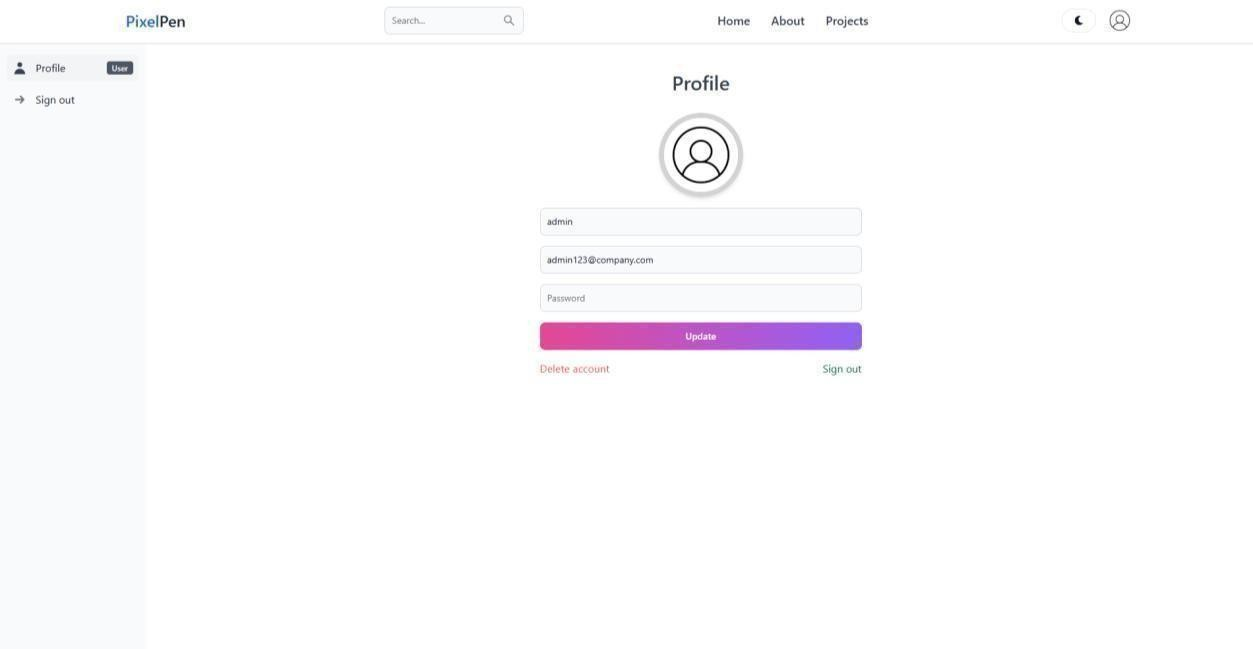 PixelPen
Search...
Home About Projects
Profile User
Sign out
Profile
admin
admin123@company.com
Password
Update
Delete account Sign out